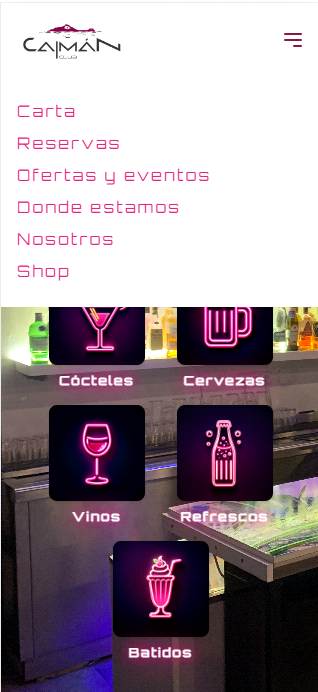 CAIMÁN
CLUB
Carta
Reservas
Ofertas y eventos
Donde estamos
Nosotros
Shop
Cócteles
Cervezas
Vinos
Refrescos
Batidos